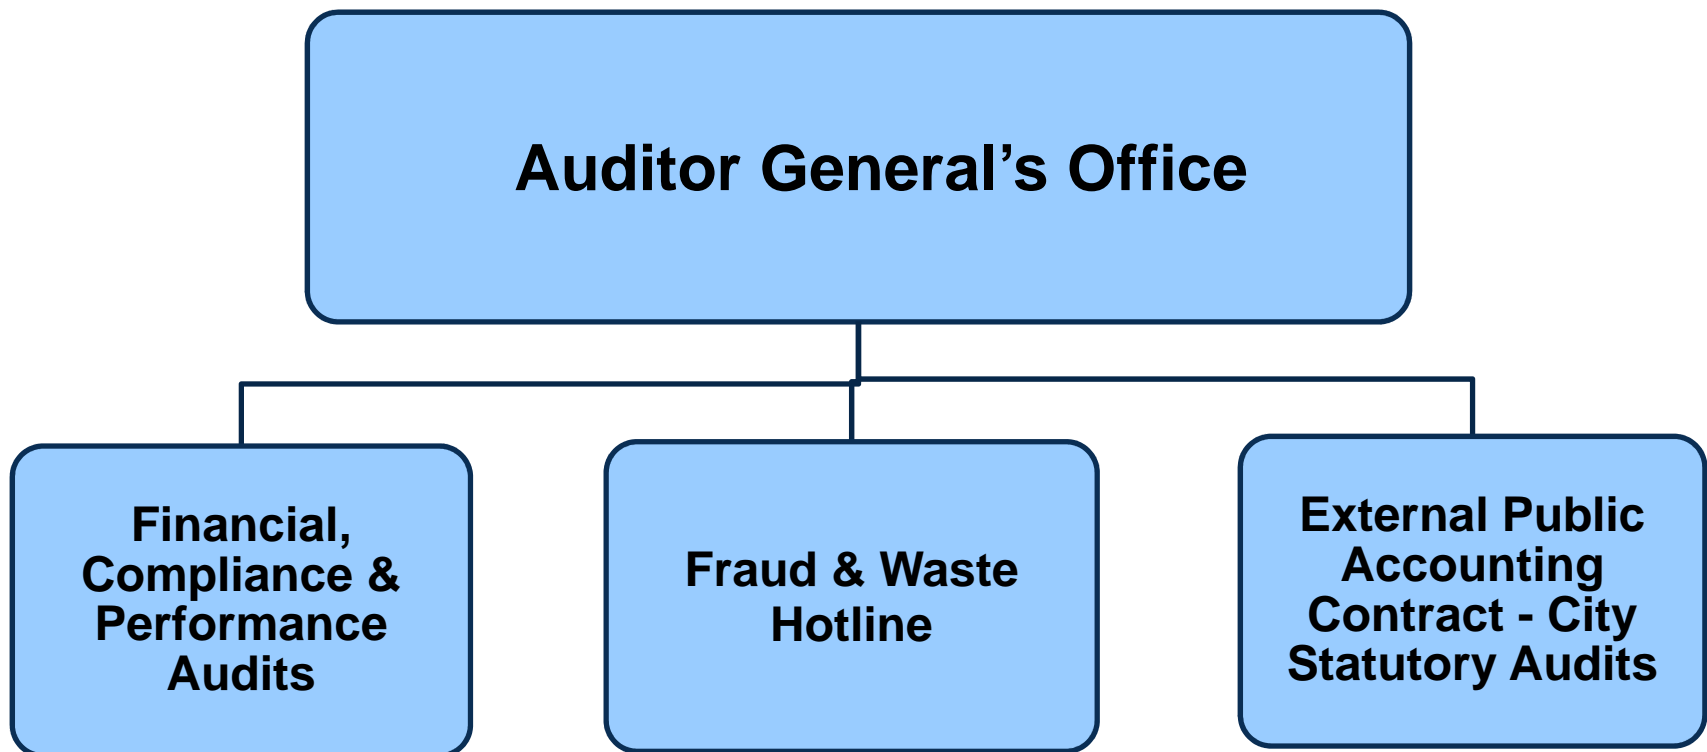 Auditor General’s Office
Financial,
Compliance &
Performance
Audits
Fraud & Waste
Hotline
External Public
Accounting
Contract - City
Statutory Audits